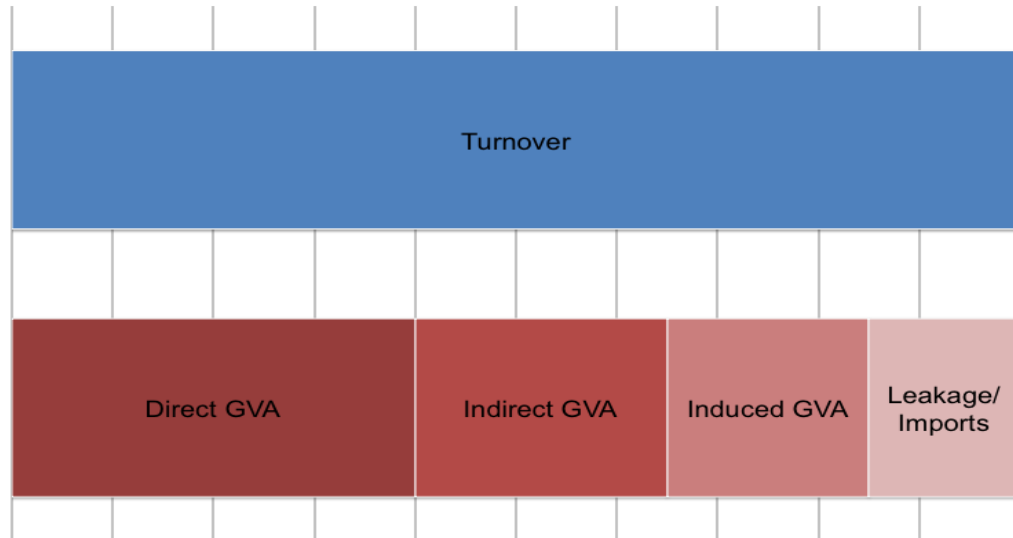 Turnover
Direct GVA
Indirect GVA
Induced GVA
Leakage/
Imports